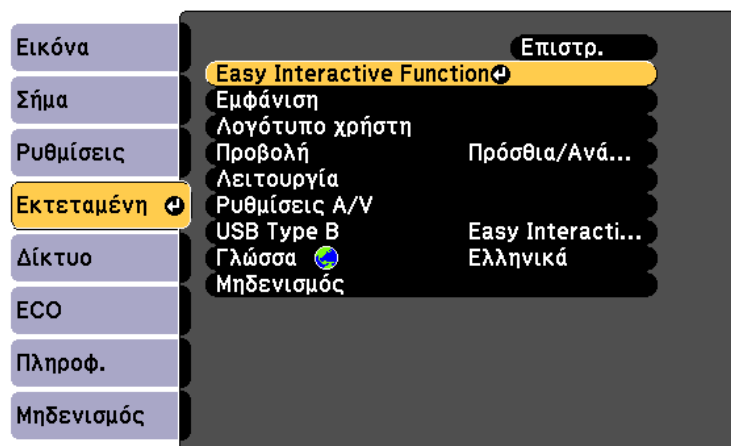 Εικόνα
Σήμα
Ρυθμίσεις
Εκτεταμένη
Δίκτυο
ECO
Πληροφ.
Μηδενισμός
Επιστρ.
Easy Interactive Function
Εμφάνιση
Λογότυπο χρήστη
Προβολή Πρόσθια/Ανά...
Λειτουργία
Ρυθμίσεις A/V
USB Type B Easy Interacti...
Γλώσσα Ελληνικά
Μηδενισμός